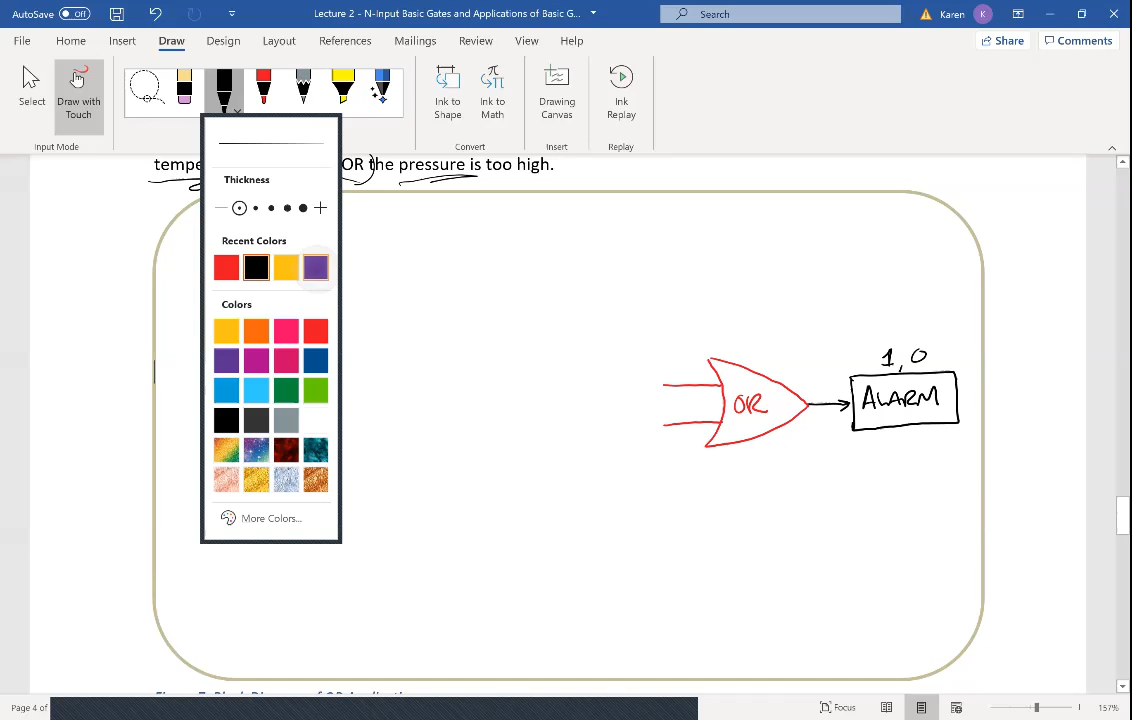 AutoSave Off Lecture 2 - N-Input Basic Gates and Applications of Basic G... Search Karen K
File Home Insert Draw Design Layout References Mailings Review View Help Share Comments
Select Draw with Touch Ink to Shape Ink to Math Drawing Canvas Ink Replay
Input Mode Convert Insert Replay
tempe OR the pressure is too high.
Thickness
Recent Colors
Colors
More Colors...
1, 0
OR ALARM
Page 4 of Focus 157%